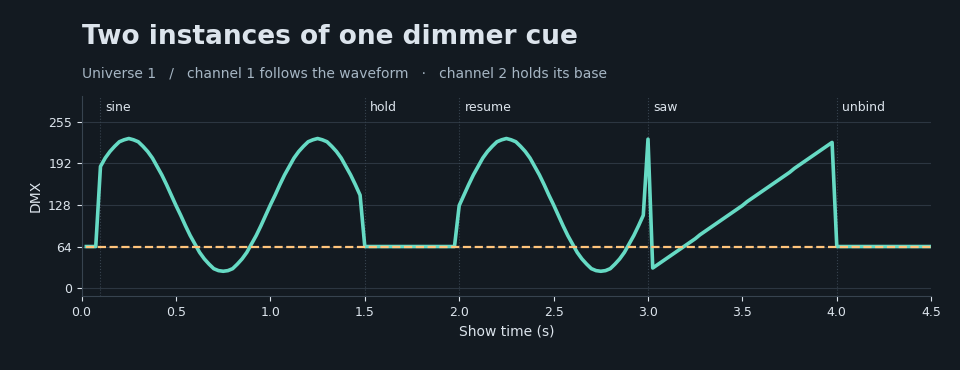 Two instances of one dimmer cue
Universe 1 / channel 1 follows the waveform · channel 2 holds its base
sine hold resume saw unbind
255
192
128
64
0
DMX
0.0 0.5 1.0 1.5 2.0 2.5 3.0 3.5 4.0 4.5
Show time (s)